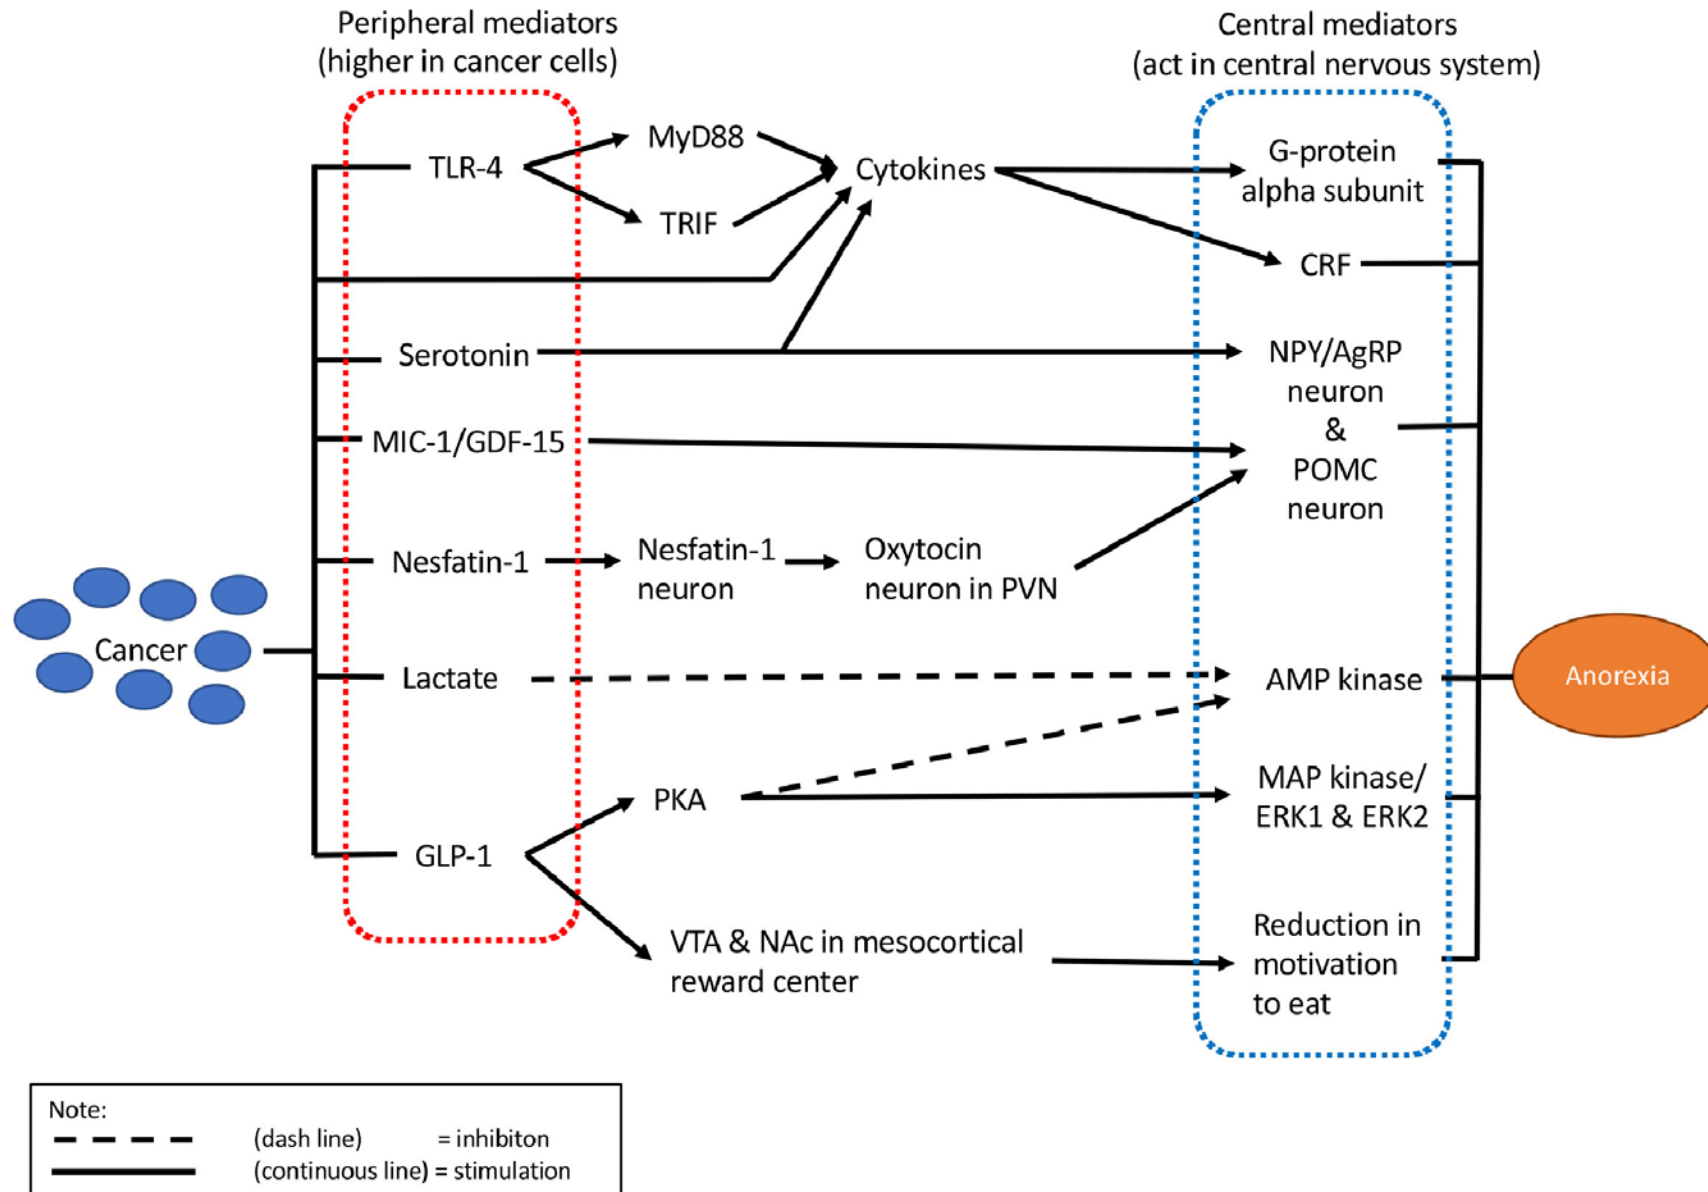 Peripheral mediators
(higher in cancer cells)
Central mediators
(act in central nervous system)
TLR-4
MyD88
TRIF
Cytokines
G-protein
alpha subunit
CRF
Serotonin
NPY/AgRP
neuron
&
POMC
neuron
MIC-1/GDF-15
Nesfatin-1
Nesfatin-1
neuron
Oxytocin
neuron in PVN
Cancer
Lactate
AMP kinase
Anorexia
PKA
MAP kinase/
ERK1 & ERK2
GLP-1
VTA & NAc in mesocortical
reward center
Reduction in
motivation
to eat
Note:
(dash line) = inhibiton
(continuous line) = stimulation